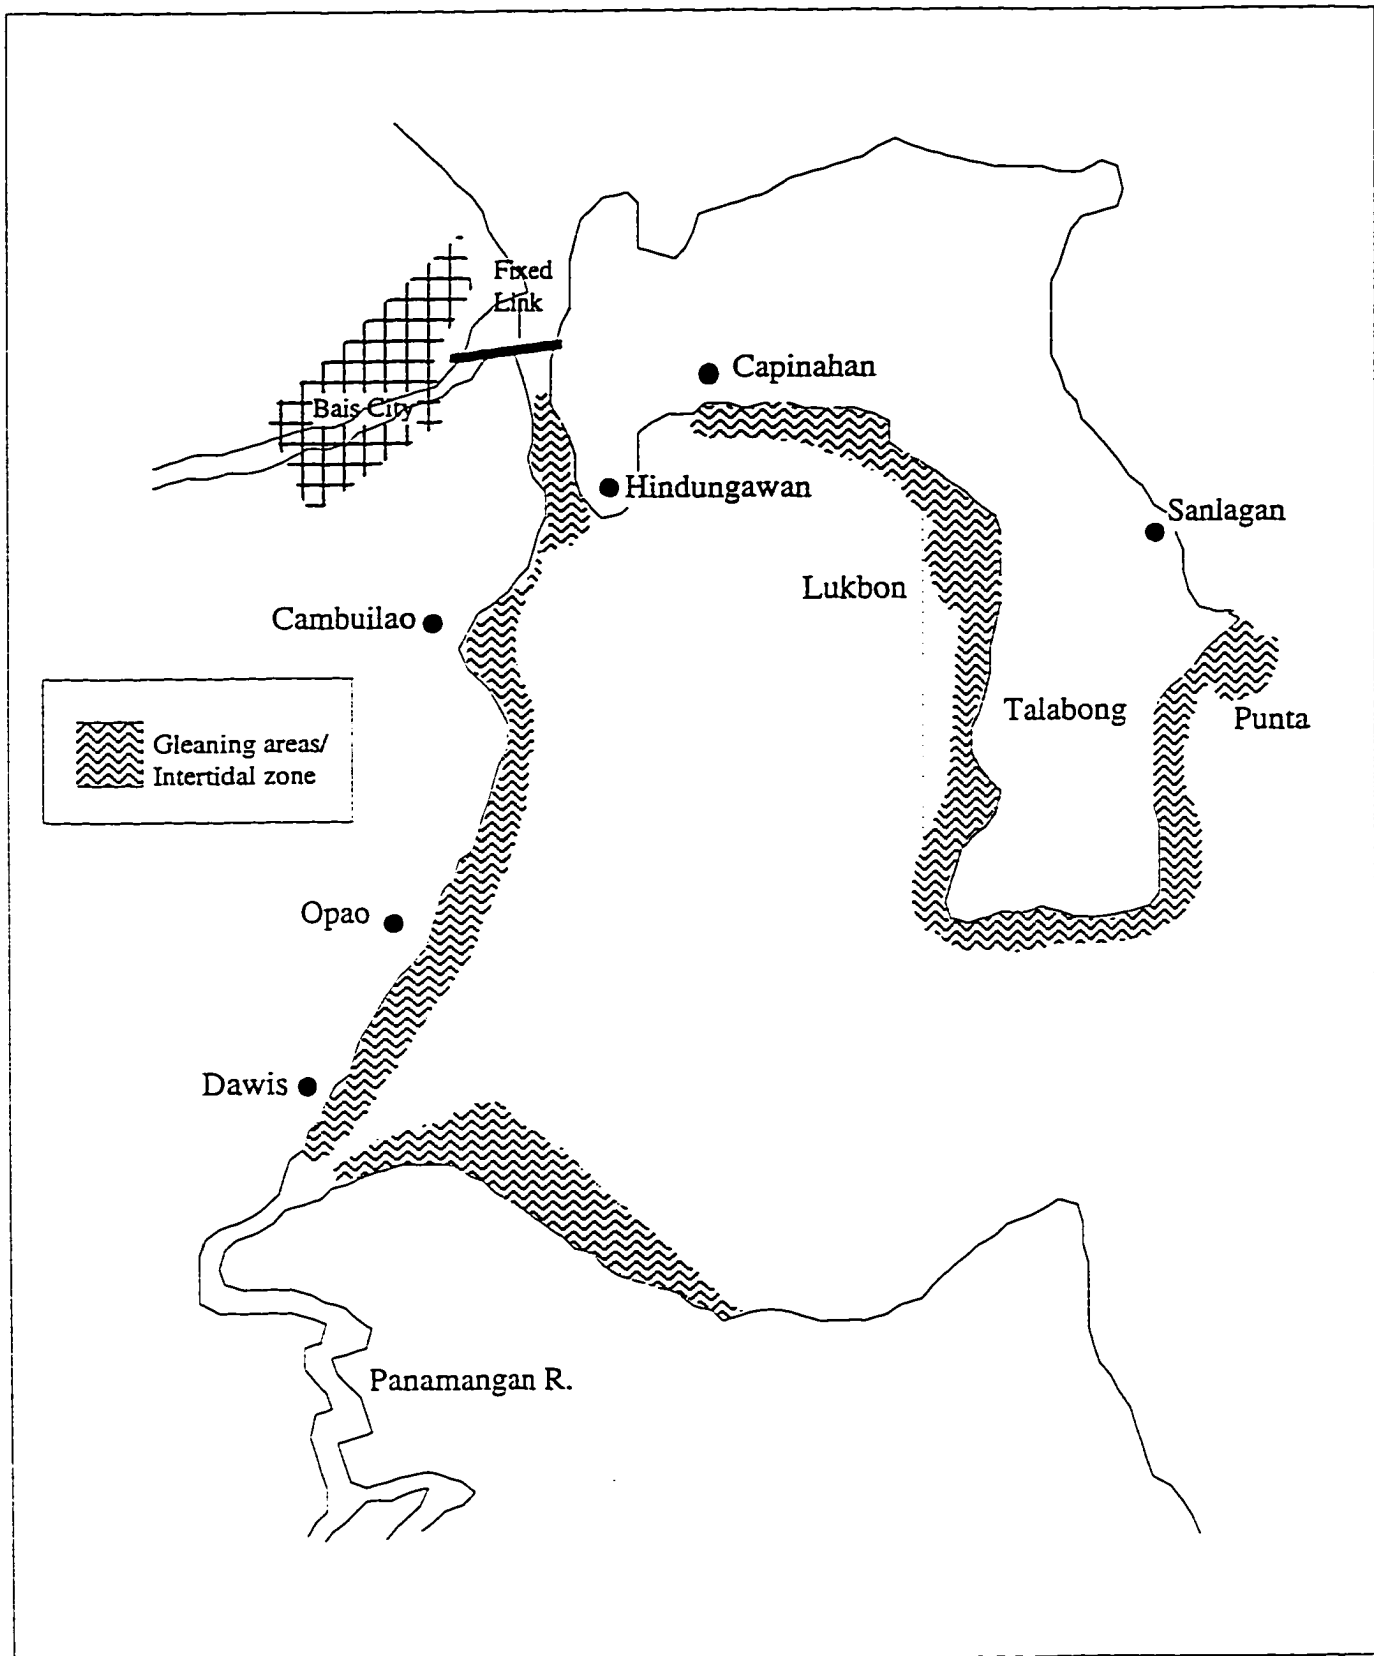 Fixed
Link
Capinahan
Bais City
Hindungawan
Sanlagan
Lukbon
Cambuilao
Talabong
Punta
Gleaning areas/
Intertidal zone
Opao
Dawis
Panamangan R.